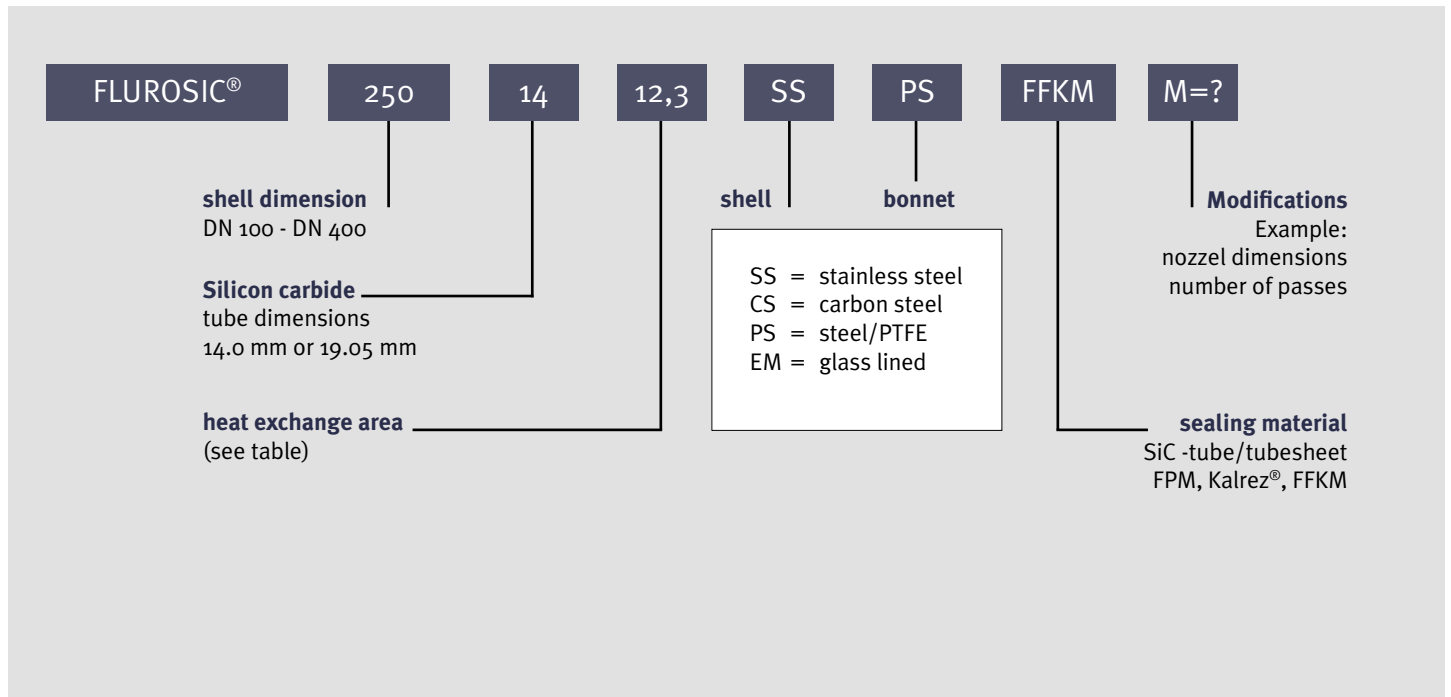 FLUROSIC® 250 14 12,3 SS PS FFKM M=?
shell dimension
DN 100 - DN 400
Silicon carbide
tube dimensions
14.0 mm or 19.05 mm
heat exchange area
(see table)
shell bonnet
SS = stainless steel
CS = carbon steel
PS = steel/PTFE
EM = glass lined
Modifications
Example:
nozzel dimensions
number of passes
sealing material
SiC -tube/tubesheet
FPM, Kalrez®, FFKM